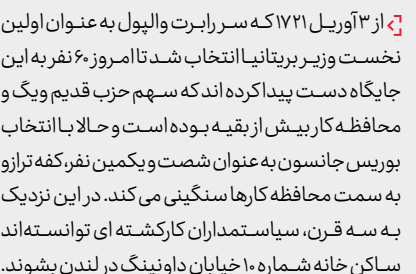 از ۳ آوریل ۱۷۲۱ که سر رابرت والپول به عنوان اولین
نخست وزیر بریتانیا انتخاب شد تا امروز ۶۰ نفر به این
جایگاه دست پیدا کرده اند که سهم حزب قدیم ویگ و
محافظه کار بیش از بقیه بوده است و حالا با انتخاب
بوریس جانسون به عنوان شصت و یکمین نفر، کفه ترازو
به سمت محافظه کارها سنگینی می کند. در این نزدیک
به سه قرن، سیاستمداران کارکشته ای توانسته‌اند
ساکن خانه شماره ۱۰ خیابان داونینگ در لندن بشوند.